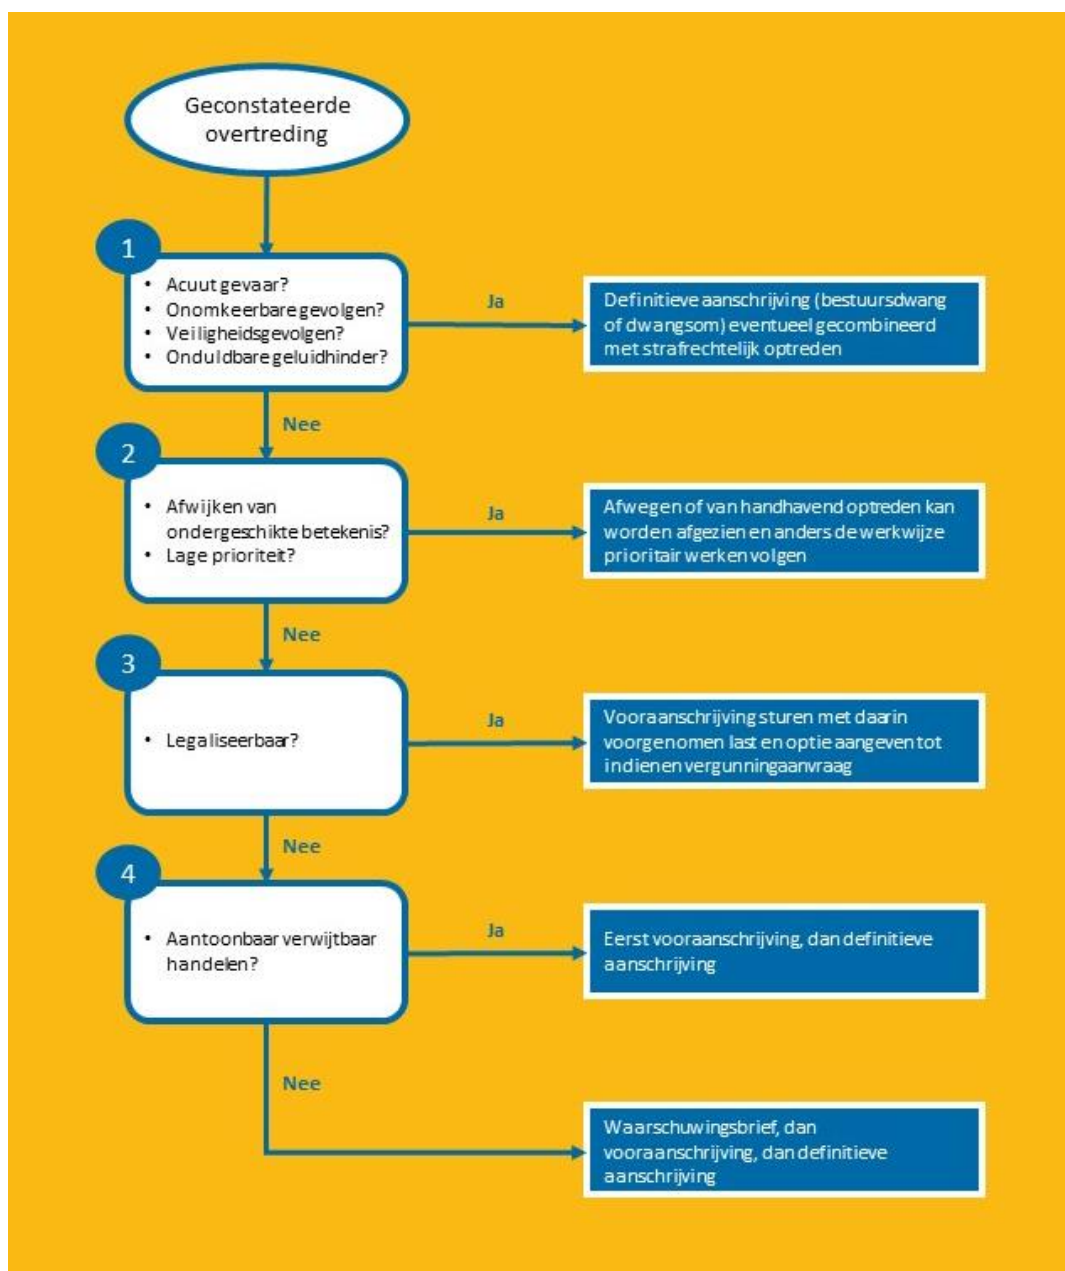 Geconstateerde
overtreding
1
• Acuut gevaar?
• Onomkeerbare gevolgen?
• Veiligheidsgevolgen?
• Onduldbare geluidhinder?
Ja
Definitieve aanschrijving (bestuursdwang
of dwangsom) eventueel gecombineerd
met strafrechtelijk optreden
Nee
2
• Afwijken van
ondergeschikte betekenis?
• Lage prioriteit?
Ja
Afwegen of van handhavend optreden kan
worden afgezien en anders de werkwijze
prioritair werken volgen
Nee
3
• Legaliseerbaar?
Ja
Vooraanschrijving sturen met daarin
voorgenomen last en optie aangeven tot
indienen vergunningaanvraag
Nee
4
• Aantoonbaar verwijtbaar
handelen?
Ja
Eerst vooraanschrijving, dan definitieve
aanschrijving
Nee
Waarschuwingsbrief, dan
vooraanschrijving, dan definitieve
aanschrijving